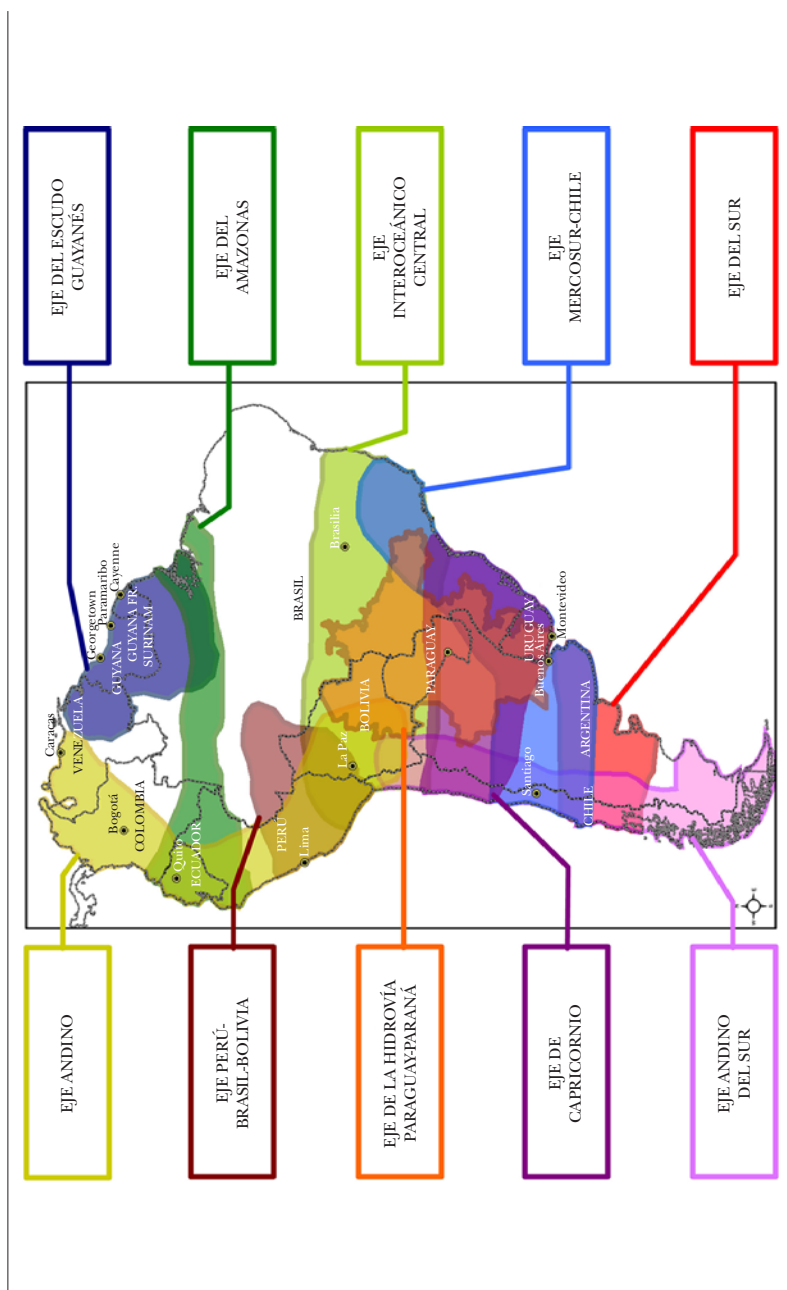 EJE DEL ESCUDO
GUAYANÉS
EJE DEL
AMAZONAS
EJE
INTEROCEÁNICO
CENTRAL
EJE
MERCOSUR-CHILE
EJE DEL SUR
Caracas
VENEZUELA
Georgetown
Paramaribo
Cayenne
GUYANA
GUYANA FR.
SURINAM
Bogotá
COLOMBIA
Quito
ECUADOR
PERÚ
Lima
BRASIL
Brasilia
La Paz
BOLIVIA
PARAGUAY
Santiago
URUGUAY
Buenos Aires
Montevideo
CHILE
ARGENTINA
EJE ANDINO
EJE PERÚ-
BRASIL-BOLIVIA
EJE DE LA HIDROVÍA
PARAGUAY-PARANÁ
EJE DE
CAPRICORNIO
EJE ANDINO
DEL SUR